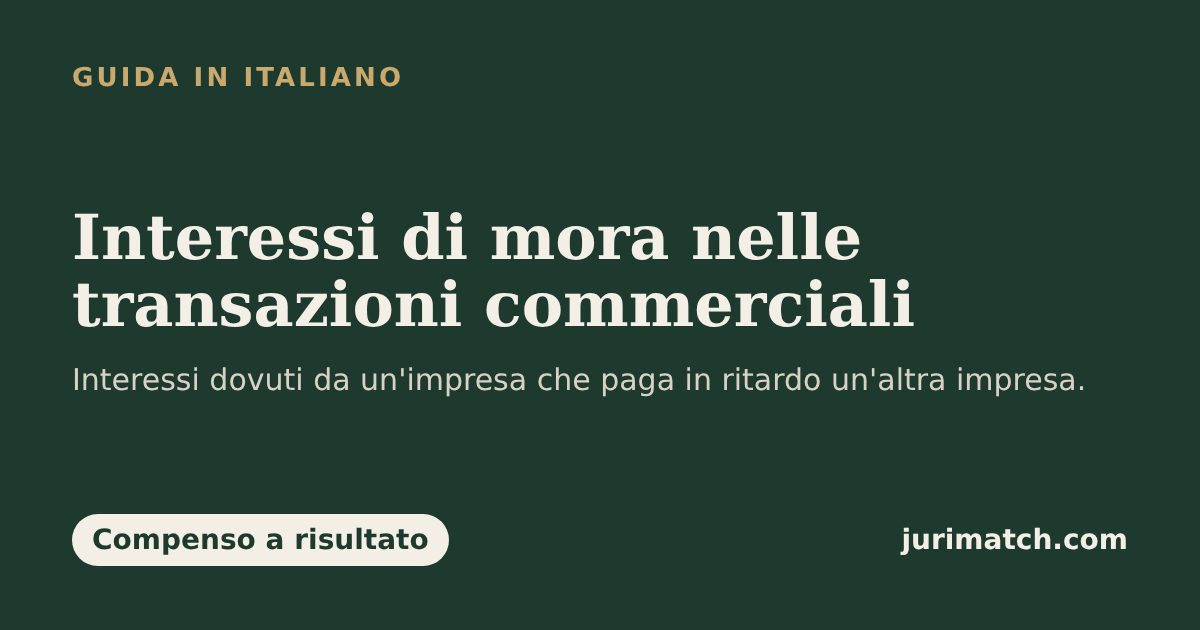 GUIDA IN ITALIANO
Interessi di mora nelle
transazioni commerciali
Interessi dovuti da un'impresa che paga in ritardo un'altra impresa.
Compenso a risultato
jurimatch.com